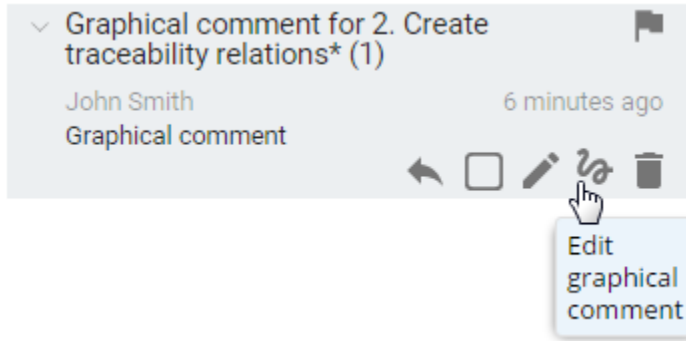 Graphical comment for 2. Create
traceability relations* (1)
John Smith 6 minutes ago
Graphical comment
Edit
graphical
comment